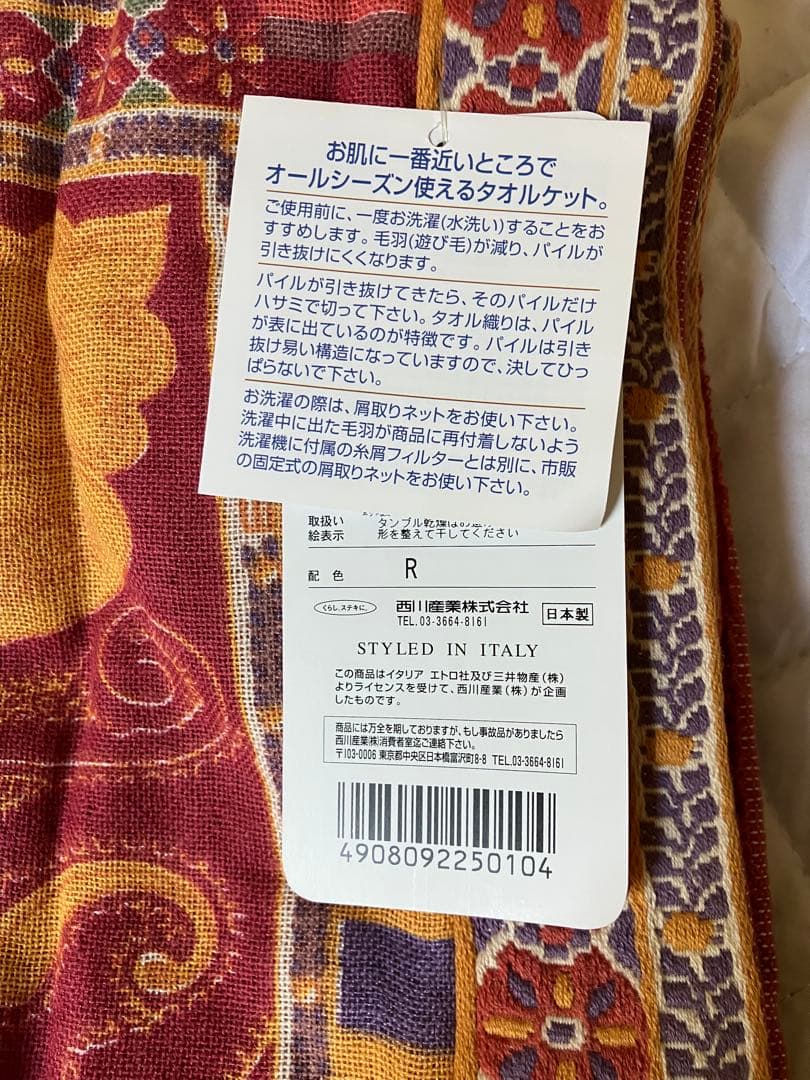 お肌に一番近いところで
オールシーズン使えるタオルケット。
ご使用前に、一度お洗濯(水洗い)することをお
すすめします。毛羽(遊び毛)が減り、パイルが
引き抜けにくくなります。
パイルが引き抜けてきたら、そのパイルだけ
ハサミで切って下さい。タオル織りは、パイル
が表に出ているのが特徴です。パイルは引き
抜け易い構造になっていますので、決してひっ
ぱらないで下さい。
お洗濯の際は、屑取りネットをお使い下さい。
洗濯中に出た毛羽が商品に再付着しないよう
洗濯機に付属の糸屑フィルターとは別に、市販
の固定式の屑取りネットをお使い下さい。
取扱い タンブル乾燥はお避け
絵表示 形を整えて干してください
配色 R
くらし、ステキに。 西川産業株式会社 日本製
TEL.03-3664-8161
STYLED IN ITALY
この商品はイタリア エトロ社及び三井物産(株)
よりライセンスを受けて、西川産業(株)が企画
したものです。
商品には万全を期しておりますが、もし事故品がありましたら
西川産業(株)消費者室迄ご連絡下さい。
〒103-0006 東京都中央区日本橋富沢町8-8 TEL.03-3664-8161
4908092250104